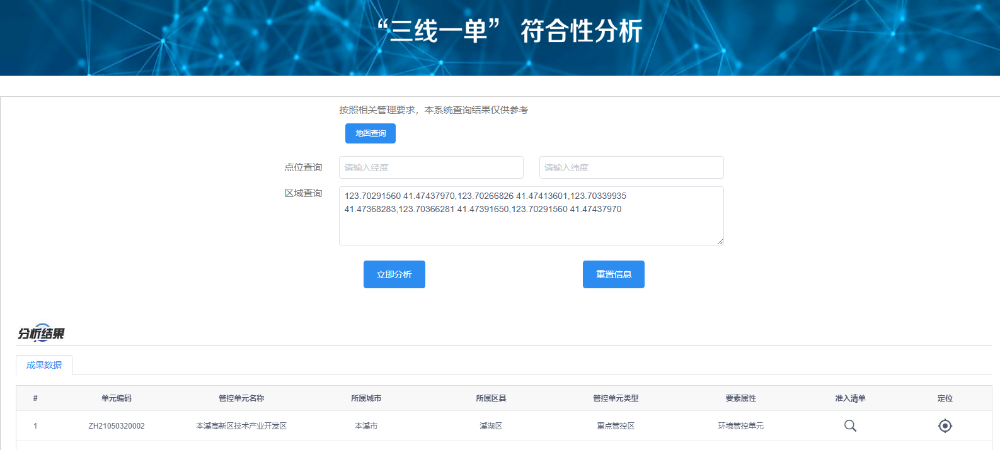 “三线一单” 符合性分析
按照相关管理要求，本系统查询结果仅供参考
地图查询
点位查询 请输入经度 请输入纬度
区域查询 123.70291560 41.47437970,123.70266826 41.47413601,123.70339935
41.47368283,123.70366281 41.47391650,123.70291560 41.47437970
立即分析 重置信息
分析结果
成果数据
# 单元编码 管控单元名称 所属城市 所属区县 管控单元类型 要素属性 准入清单 定位
1 ZH21050320002 本溪高新区技术产业开发区 本溪市 溪湖区 重点管控区 环境管控单元